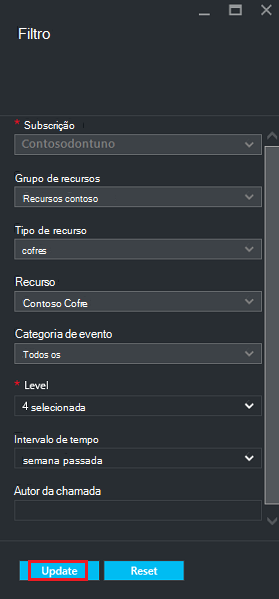 Filtro
* Subscrição
Contosodontuno
Grupo de recursos
Recursos contoso
Tipo de recurso
cofres
Recurso
Contoso Cofre
Categoria de evento
Todos os
* Level
4 selecionada
Intervalo de tempo
semana passada
Autor da chamada
Update Reset